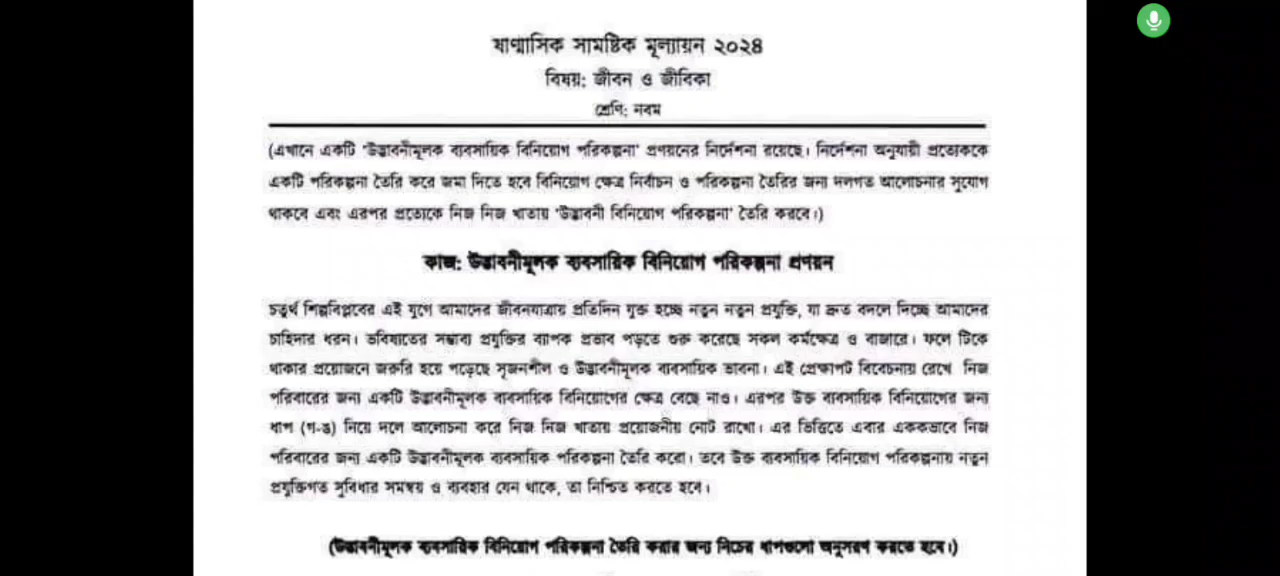 ষাণ্মাসিক সামষ্টিক মূল্যায়ন ২০২৪
বিষয়: জীবন ও জীবিকা
শ্রেণি: নবম
(এখানে একটি 'উদ্ভাবনীমূলক ব্যবসায়িক বিনিয়োগ পরিকল্পনা' প্রণয়নের নির্দেশনা রয়েছে। নির্দেশনা অনুযায়ী প্রত্যেককে
একটি পরিকল্পনা তৈরি করে জমা দিতে হবে বিনিয়োগ ক্ষেত্র নির্বাচন ও পরিকল্পনা তৈরির জন্য দলগত আলোচনার সুযোগ
থাকবে এবং এরপর প্রত্যেকে নিজ নিজ খাতায় 'উদ্ভাবনী বিনিয়োগ পরিকল্পনা' তৈরি করবে।)
কাজ: উদ্ভাবনীমূলক ব্যবসায়িক বিনিয়োগ পরিকল্পনা প্রণয়ন
চতুর্থ শিল্পবিপ্লবের এই যুগে আমাদের জীবনযাত্রায় প্রতিদিন যুক্ত হচ্ছে নতুন নতুন প্রযুক্তি, যা দ্রুত বদলে দিচ্ছে আমাদের
চাহিদার ধরন। ভবিষ্যতের সম্ভাব্য প্রযুক্তির ব্যাপক প্রভাব পড়তে শুরু করেছে সকল কর্মক্ষেত্র ও বাজারে। ফলে টিকে
থাকার প্রয়োজনে জরুরি হয়ে পড়েছে সৃজনশীল ও উদ্ভাবনীমূলক ব্যবসায়িক ভাবনা। এই প্রেক্ষাপট বিবেচনায় রেখে নিজ
পরিবারের জন্য একটি উদ্ভাবনীমূলক ব্যবসায়িক বিনিয়োগের ক্ষেত্র বেছে নাও। এরপর উক্ত ব্যবসায়িক বিনিয়োগের জন্য
ধাপ (গ-ঙ) নিয়ে দলে আলোচনা করে নিজ নিজ খাতায় প্রয়োজনীয় নোট রাখো। এর ভিত্তিতে এবার এককভাবে নিজ
পরিবারের জন্য একটি উদ্ভাবনীমূলক ব্যবসায়িক পরিকল্পনা তৈরি করো। তবে উক্ত ব্যবসায়িক বিনিয়োগ পরিকল্পনায় নতুন
প্রযুক্তিগত সুবিধার সমন্বয় ও ব্যবহার যেন থাকে, তা নিশ্চিত করতে হবে।
(উদ্ভাবনীমূলক ব্যবসায়িক বিনিয়োগ পরিকল্পনা তৈরি করার জন্য নিচের ধাপগুলো অনুসরণ করতে হবে।)